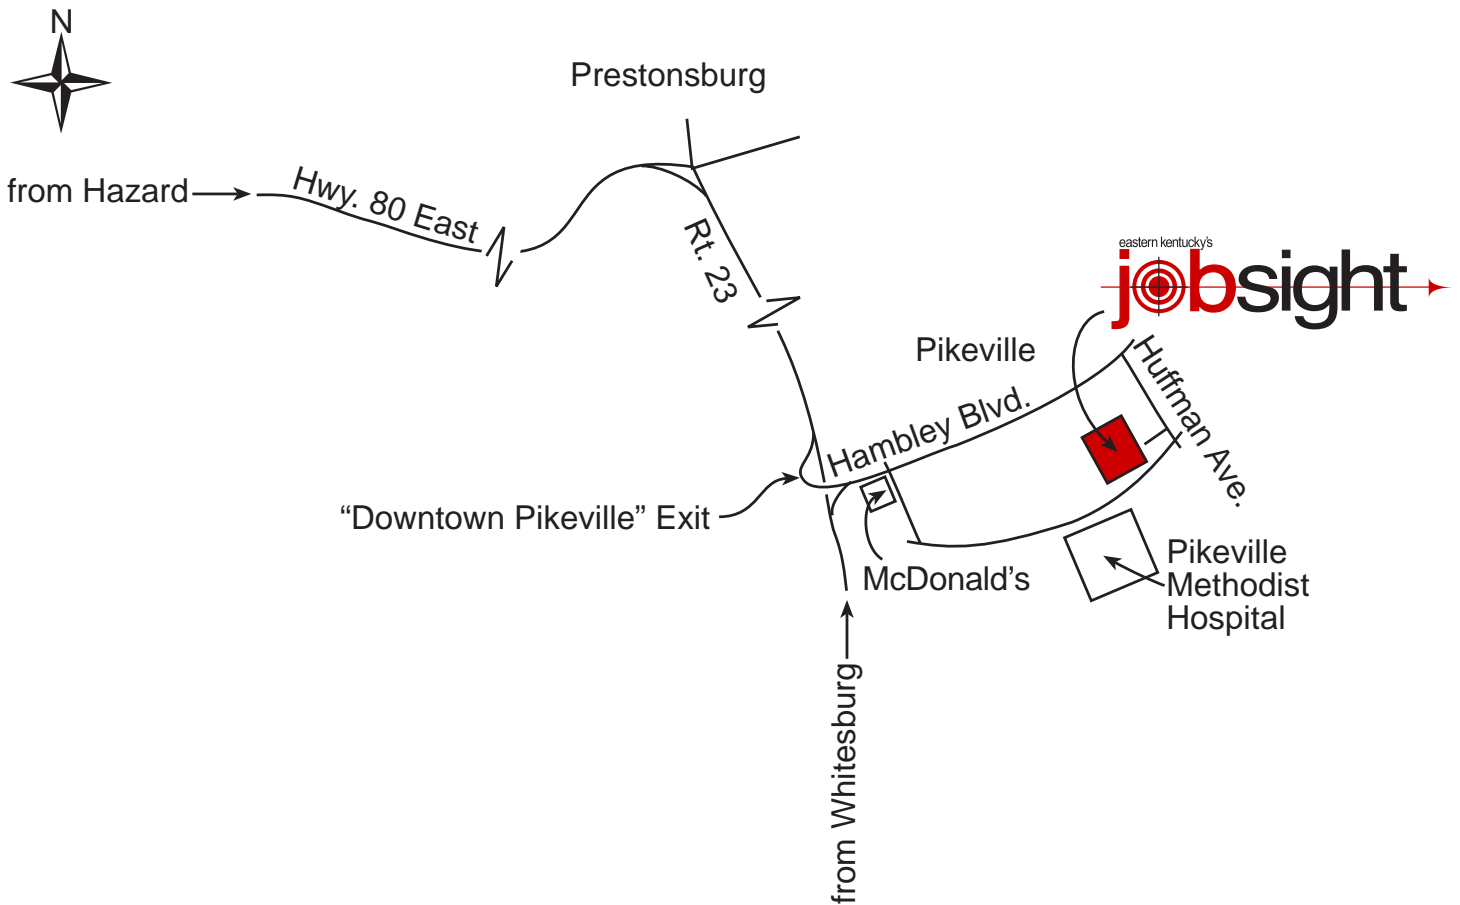 N
Prestonsburg
from Hazard
Hwy. 80 East
Rt. 23
eastern kentucky's
jobsight
Pikeville
Huffman Ave.
Hambley Blvd.
“Downtown Pikeville” Exit
McDonald’s
Pikeville
Methodist
Hospital
from Whitesburg